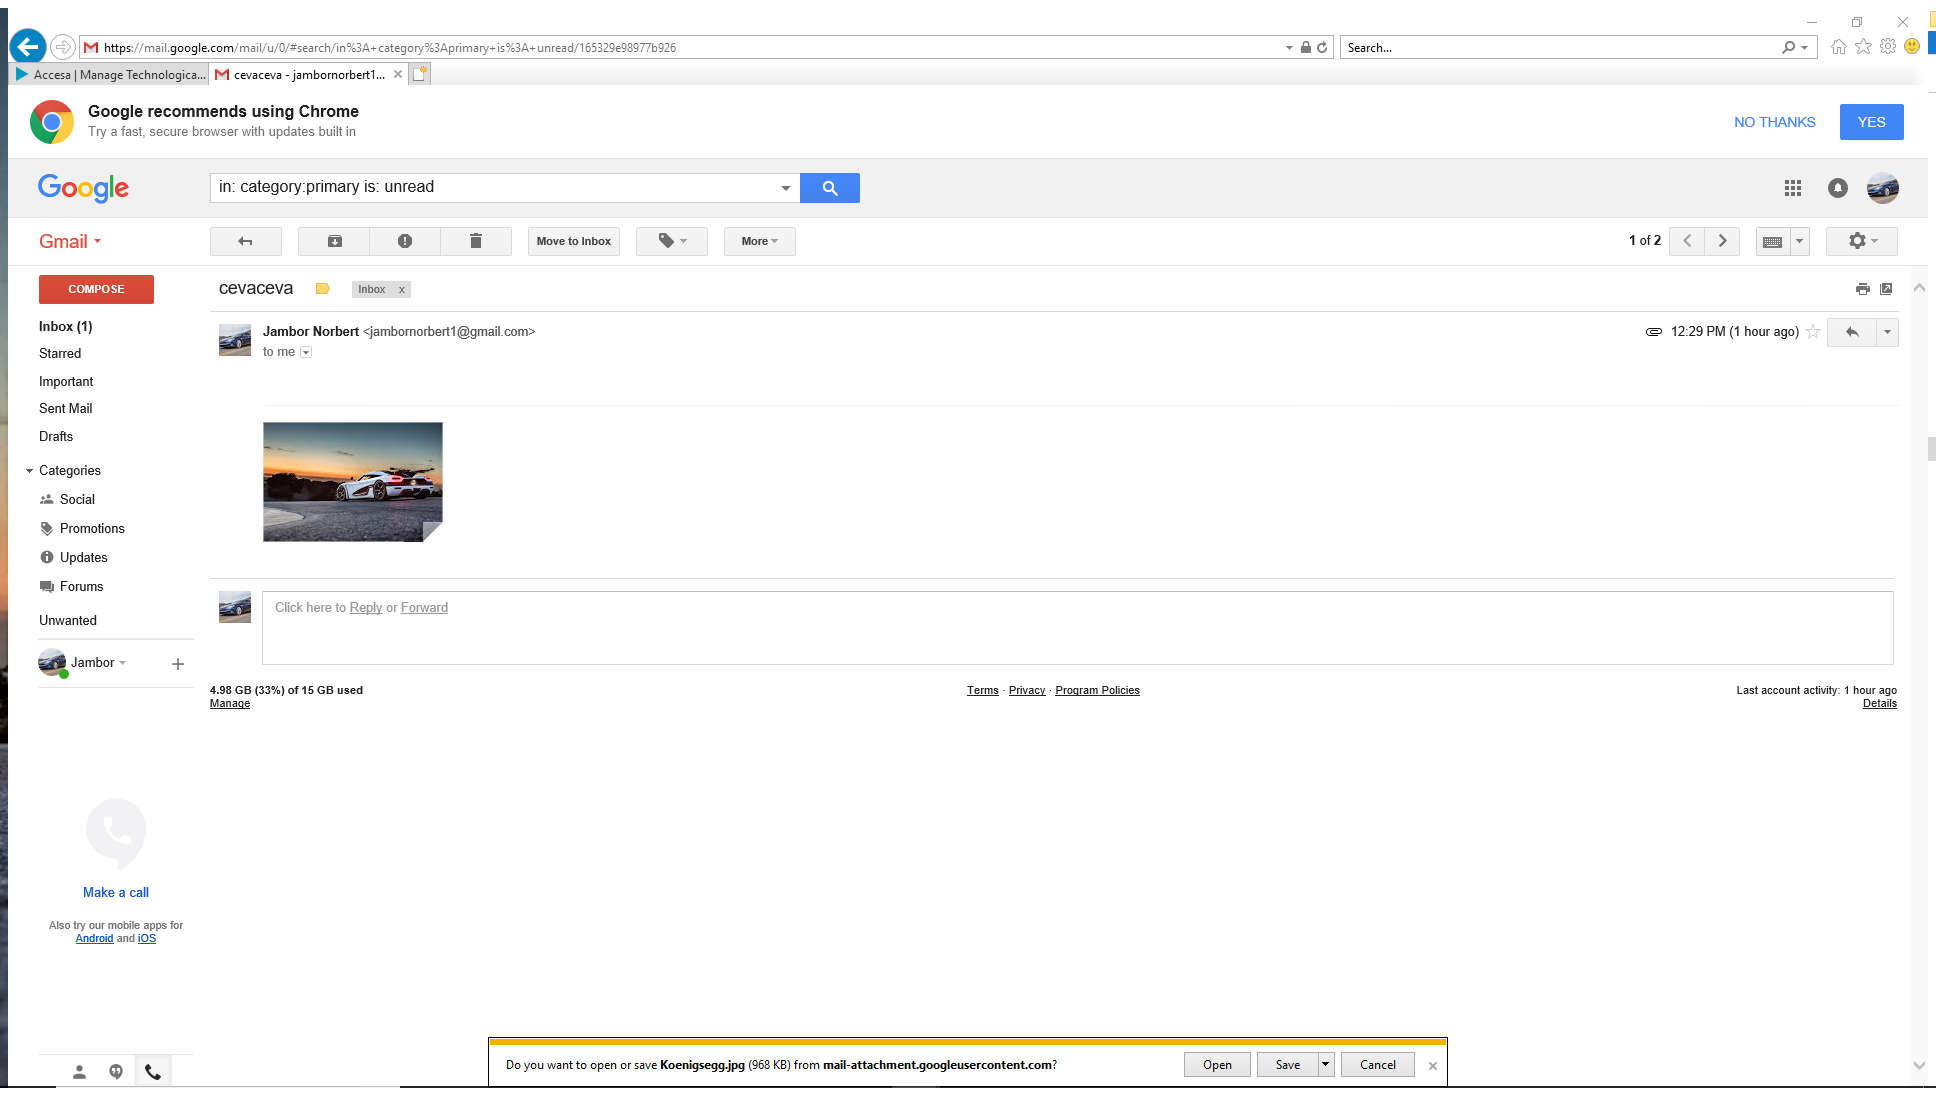 https://mail.google.com/mail/u/0/#search/in%3A+category%3Aprimary+is%3A+unread/165329e98977b926
Search...
Accesa | Manage Technologica...
cevaceva - jambornorbert1...
Google recommends using Chrome
Try a fast, secure browser with updates built in
NO THANKS
YES
Google
in: category:primary is: unread
Gmail
Move to Inbox
More
1 of 2
COMPOSE
cevaceva
Inbox x
Inbox (1)
Starred
Important
Sent Mail
Drafts
Categories
Social
Promotions
Updates
Forums
Unwanted
Jambor
Jambor Norbert <jambornorbert1@gmail.com>
to me
12:29 PM (1 hour ago)
Click here to Reply or Forward
4.98 GB (33%) of 15 GB used
Manage
Terms · Privacy · Program Policies
Last account activity: 1 hour ago
Details
Make a call
Also try our mobile apps for
Android and iOS
Do you want to open or save Koenigsegg.jpg (968 KB) from mail-attachment.googleusercontent.com?
Open
Save
Cancel